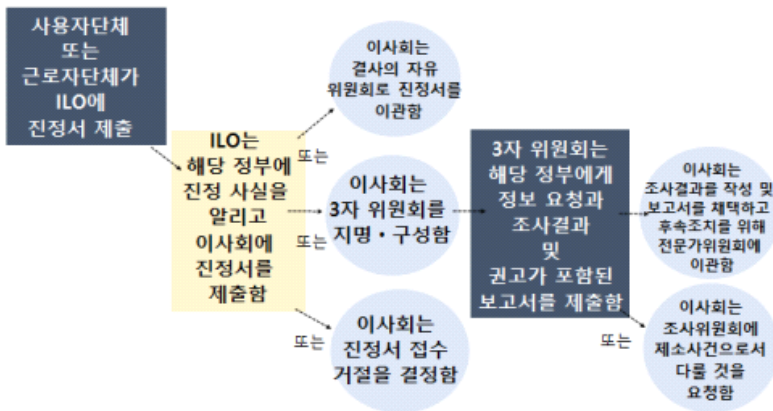 사용자단체
또는
근로자단체가
ILO에
진정서 제출
ILO는
해당 정부에
진정 사실을
알리고
이사회에
진정서를
제출함
또는
이사회는
결사의 자유
위원회로 진정서를
이관함
또는
이사회는
3자 위원회를
지명・구성함
또는
이사회는
진정서 접수
거절을 결정함
3자 위원회는
해당 정부에게
정보 요청과
조사결과
및
권고가 포함된
보고서를 제출함
이사회는
조사결과를 작성 및
보고서를 채택하고
후속조치를 위해
전문가위원회에
이관함
또는
이사회는
조사위원회에
제소사건으로서
다룰 것을
요청함